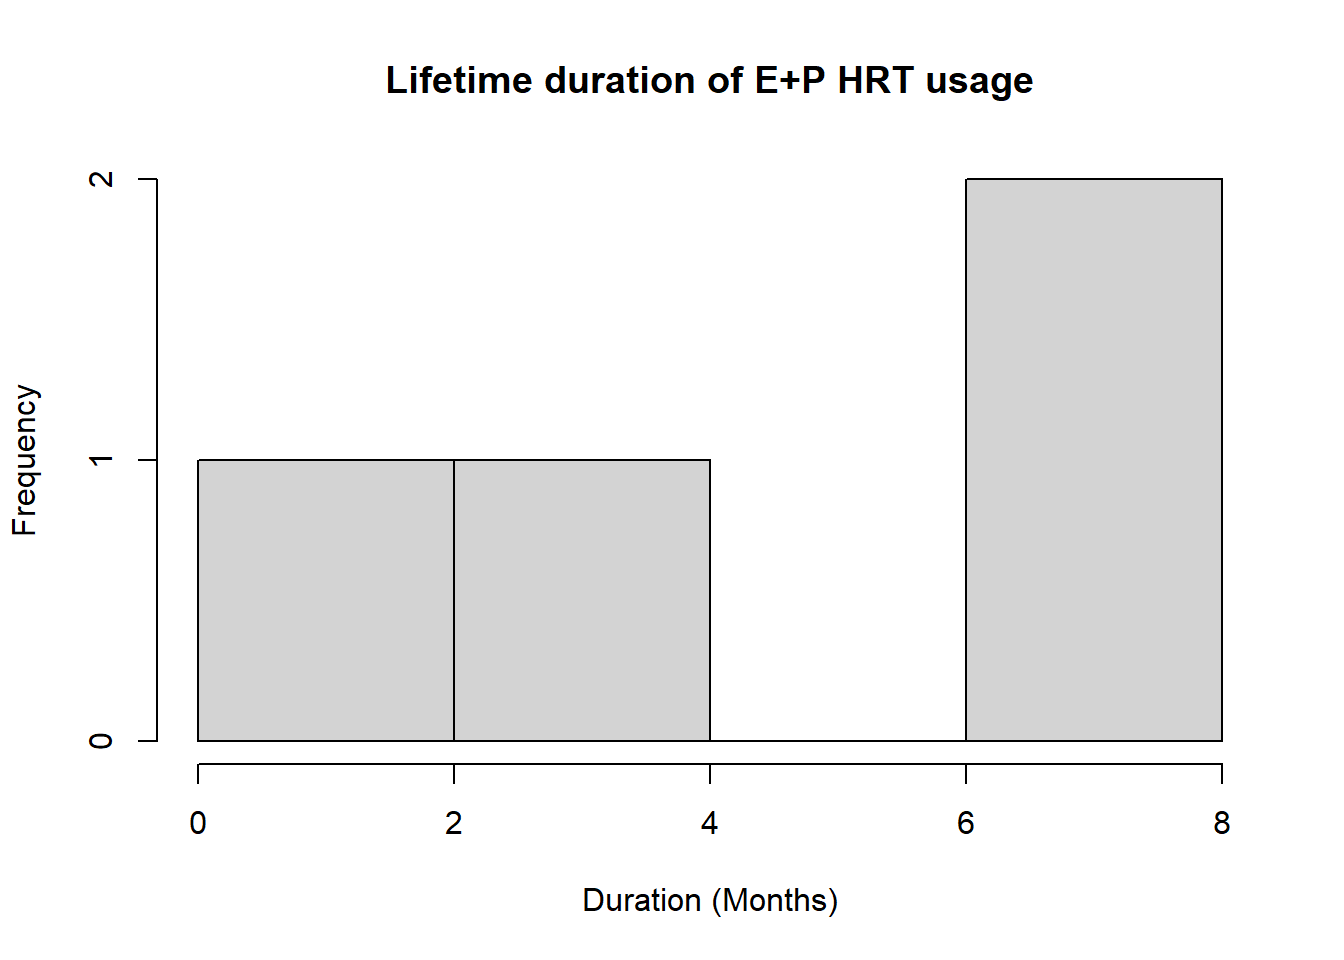 Lifetime duration of E+P HRT usage
2
1
0
Frequency
0 2 4 6 8
Duration (Months)